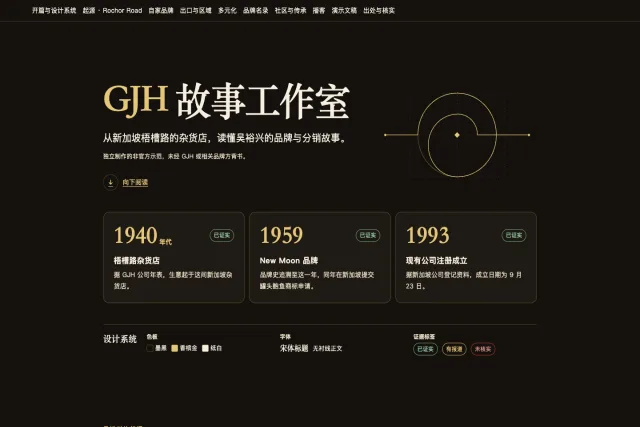 开篇与设计系统 起源 · Rochor Road 自家品牌 出口与区域 多元化 品牌名录 社区与传承 播客 演示文稿 出处与核实
GJH 故事工作室
从新加坡梧槽路的杂货店，读懂吴裕兴的品牌与分销故事。
独立制作的非官方示范，未经 GJH 或相关品牌方背书。
向下阅读
1940 年代 已证实
梧槽路杂货店
据 GJH 公司年表，生意起于这间新加坡杂
货店。
1959 已证实
New Moon 品牌
品牌史追溯至这一年，同年在新加坡提交
罐头鲍鱼商标申请。
1993 已证实
现有公司注册成立
据新加坡公司登记资料，成立日期为 9 月
23 日。
设计系统
色板
墨黑 香槟金 纸白
字体
宋体标题 无衬线正文
证据标签
已证实 有报道 未核实